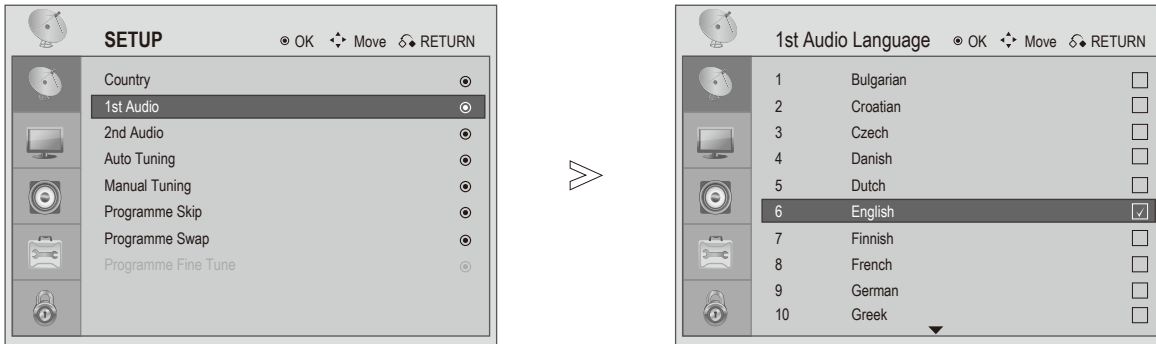 SETUP OK Move RETURN
Country
1st Audio
2nd Audio
Auto Tuning
Manual Tuning
Programme Skip
Programme Swap
Programme Fine Tune
1st Audio Language OK Move RETURN
1 Bulgarian
2 Croatian
3 Czech
4 Danish
5 Dutch
6 English
7 Finnish
8 French
9 German
10 Greek